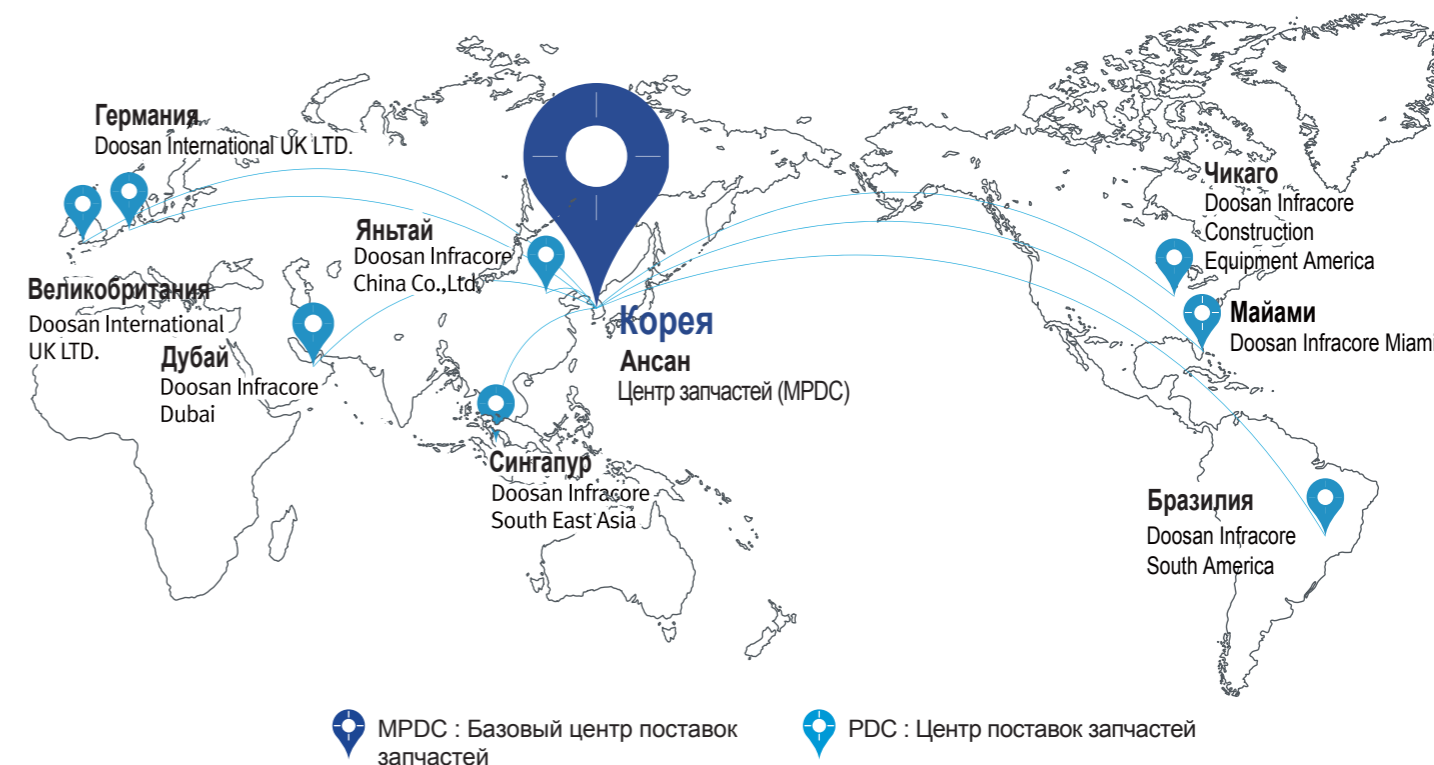 Германия
Doosan International UK LTD.
Великобритания
Doosan International
UK LTD.
Дубай
Doosan Infracore
Dubai
Яньтай
Doosan Infracore
China Co.,Ltd.
Корея
Ансан
Центр запчастей (MPDC)
Сингапур
Doosan Infracore
South East Asia
Чикаго
Doosan Infracore
Construction
Equipment America
Майами
Doosan Infracore Miami
Бразилия
Doosan Infracore
South America
MPDC : Базовый центр поставок
запчастей
PDC : Центр поставок запчастей